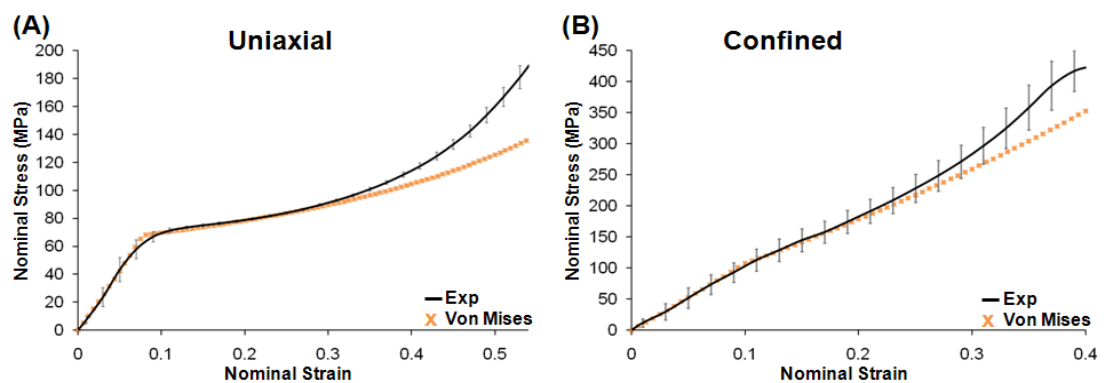 (A)
Uniaxial
200
180
160
140
120
100
80
60
40
20
0
Nominal Stress (MPa)
0 0.1 0.2 0.3 0.4 0.5
Nominal Strain
Exp
Von Mises
(B)
Confined
450
400
350
300
250
200
150
100
50
0
Nominal Stress (MPa)
0 0.1 0.2 0.3 0.4
Nominal Strain
Exp
Von Mises